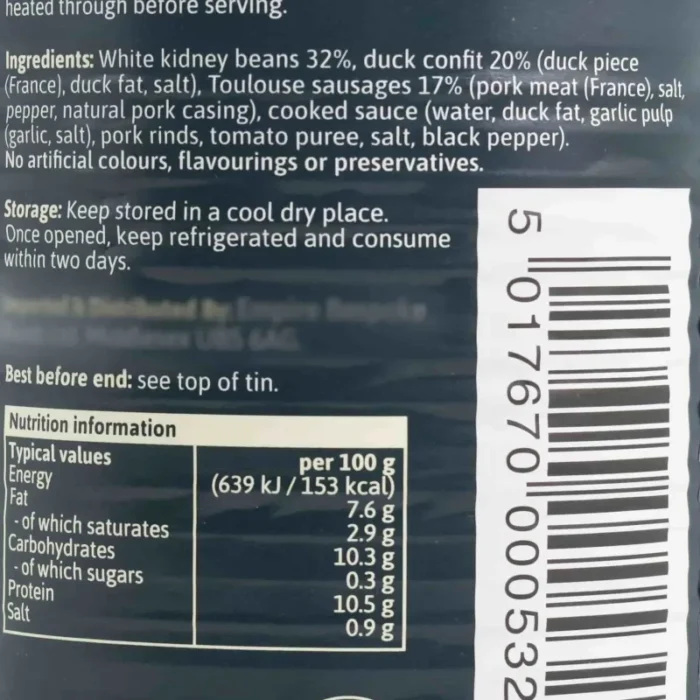 heated through before serving.
Ingredients: White kidney beans 32%, duck confit 20% (duck piece
(France), duck fat, salt), Toulouse sausages 17% (pork meat (France), salt,
pepper, natural pork casing), cooked sauce (water, duck fat, garlic pulp
(garlic, salt), pork rinds, tomato puree, salt, black pepper).
No artificial colours, flavourings or preservatives.
Storage: Keep stored in a cool dry place.
Once opened, keep refrigerated and consume
within two days.
Best before end: see top of tin.
Nutrition information
Typical values per 100 g
Energy (639 kJ / 153 kcal)
Fat 7.6 g
- of which saturates 2.9 g
Carbohydrates 10.3 g
- of which sugars 0.3 g
Protein 10.5 g
Salt 0.9 g
5 017670 000532